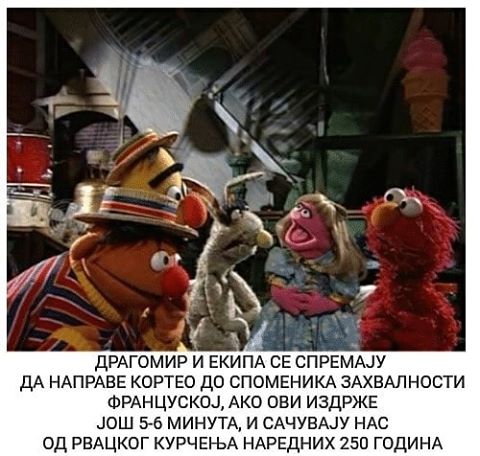 ДРАГОМИР И ЕКИПА СЕ СПРЕМАЈУ
ДА НАПРАВЕ КОРТЕО ДО СПОМЕНИКА ЗАХВАЛНОСТИ
ФРАНЦУСКОЈ, АКО ОВИ ИЗДРЖЕ
ЈОШ 5-6 МИНУТА, И САЧУВАЈУ НАС
ОД РВАЦКОГ КУРЧЕЊА НАРЕДНИХ 250 ГОДИНА